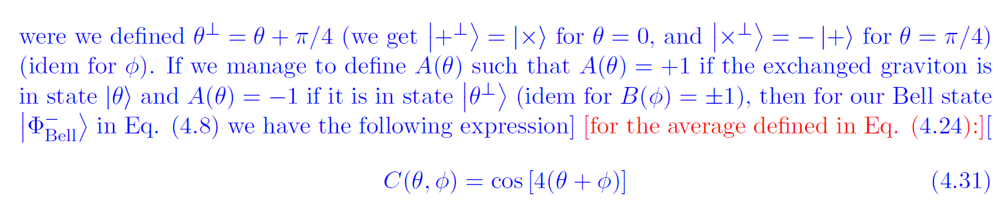 were we defined θ^⊥ = θ + π/4 (we get |+^⊥⟩ = |×⟩ for θ = 0, and |×^⊥⟩ = − |+⟩ for θ = π/4)
(idem for ϕ). If we manage to define A(θ) such that A(θ) = +1 if the exchanged graviton is
in state |θ⟩ and A(θ) = −1 if it is in state |θ^⊥⟩ (idem for B(ϕ) = ±1), then for our Bell state
|Φ^−_Bell⟩ in Eq. (4.8) we have the following expression] [for the average defined in Eq. (4.24):][
C(θ, ϕ) = cos [4(θ + ϕ)] (4.31)